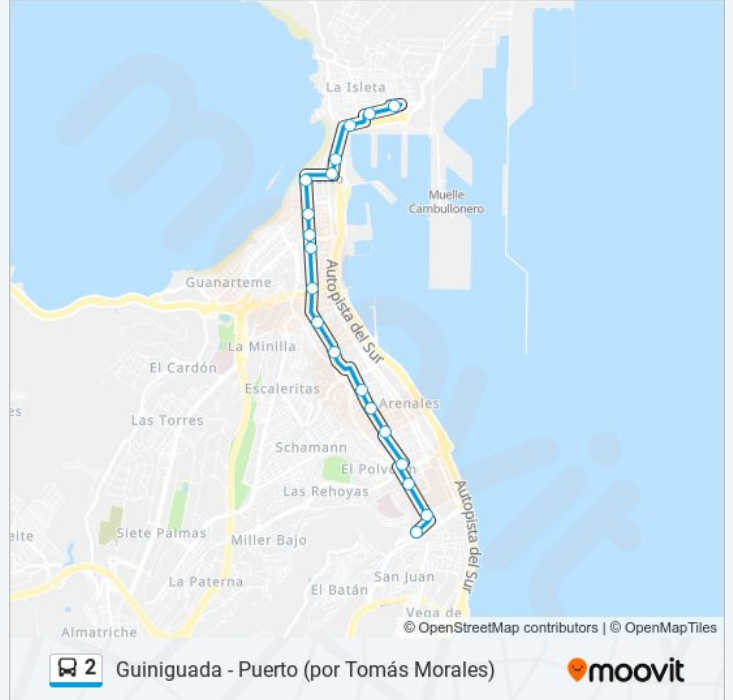 La Isleta
Muelle
Cambullonero
Guanarteme
Autopista del Sur
La Minilla
El Cardón
Escaleritas
Arenales
Las Torres
Schamann
El Polvorín
Las Rehoyas
Autopista del Sur
Siete Palmas
Miller Bajo
San Juan
La Paterna
El Batán
Vega de
Almatriche
© OpenStreetMap contributors | © OpenMapTiles
2 Guiniguada - Puerto (por Tomás Morales)
moovit